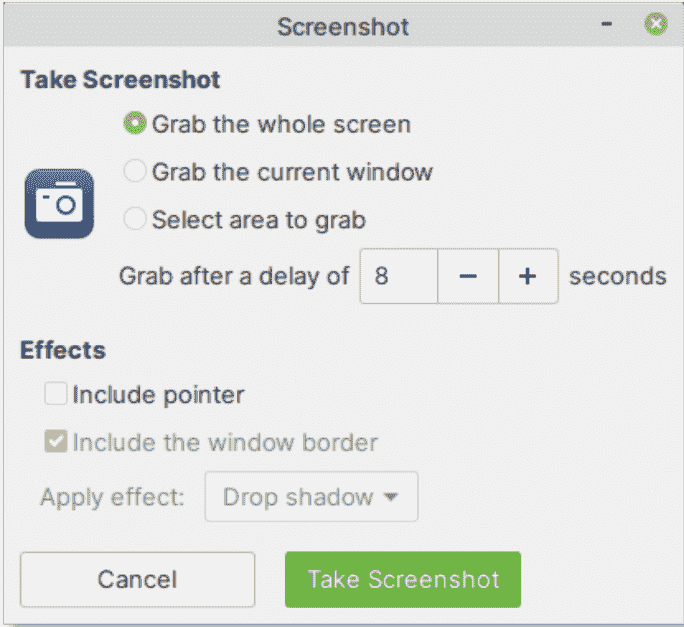 Screenshot
Take Screenshot
Grab the whole screen
Grab the current window
Select area to grab
Grab after a delay of 8 − + seconds
Effects
Include pointer
Include the window border
Apply effect: Drop shadow
Cancel Take Screenshot